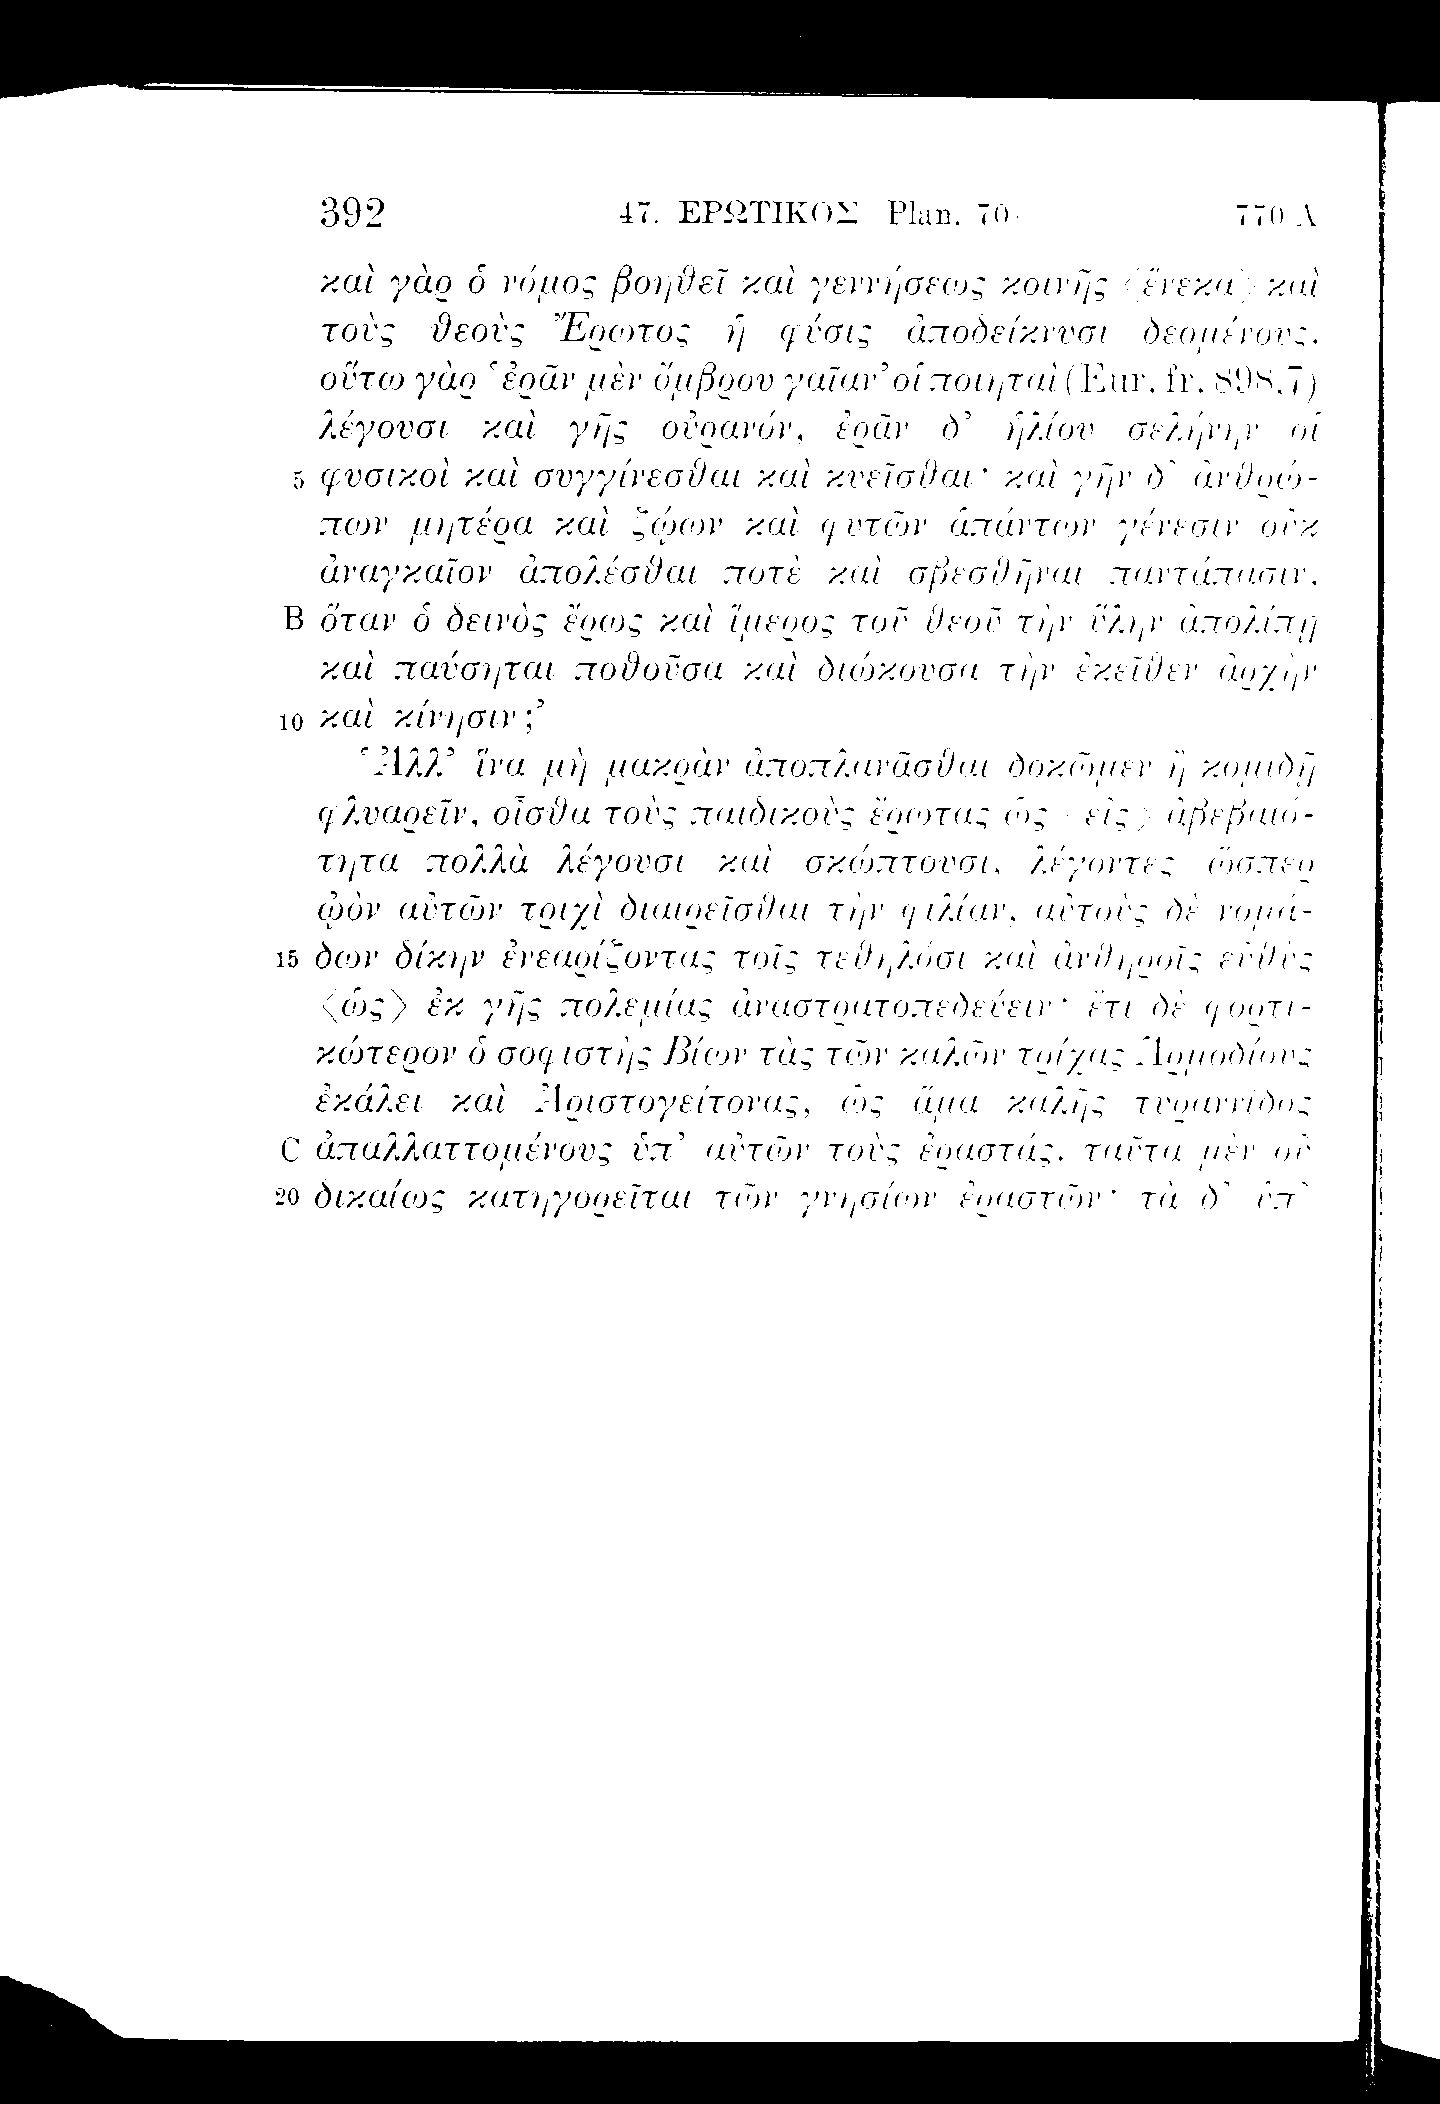 392 47. ΕΡΩΤΙΚΟΣ Plan. 70 770 A
καὶ γὰρ ὁ νόμος βοηθεῖ καὶ γεννήσεως κοινῆς ⟨ἕνεκα⟩ καὶ
τοὺς θεοὺς Ἔρωτος ἡ φύσις ἀποδείκνυσι δεομένους.
οὕτω γὰρ ‘ἐρᾶν μὲν ὄμβρου γαῖαν’ οἱ ποιηταὶ (Eur. fr. 898,7)
λέγουσι καὶ γῆς οὐρανόν, ἐρᾶν δ’ ἡλίου σελήνην οἱ
5 φυσικοὶ καὶ συγγίνεσθαι καὶ κυεῖσθαι· καὶ γῆν δ’ ἀνθρώ-
πων μητέρα καὶ ζῴων καὶ φυτῶν ἁπάντων γένεσιν οὐκ
ἀναγκαῖον ἀπολέσθαι ποτὲ καὶ σβεσθῆναι παντάπασιν,
B ὅταν ὁ δεινὸς ἔρως καὶ ἵμερος τοῦ θεοῦ τὴν ὕλην ἀπολίπῃ
καὶ παύσηται ποθοῦσα καὶ διώκουσα τὴν ἐκεῖθεν ἀρχὴν
10 καὶ κίνησιν;’
‘Ἀλλ’ ἵνα μὴ μακρὰν ἀποπλανᾶσθαι δοκῶμεν ἢ κομιδῇ
φλυαρεῖν, οἶσθα τοὺς παιδικοὺς ἔρωτας ὡς ⟨εἰς⟩ ἀβεβαιό-
τητα πολλὰ λέγουσι καὶ σκώπτουσι, λέγοντες ὥσπερ
ᾠὸν αὐτῶν τριχὶ διαιρεῖσθαι τὴν φιλίαν, αὐτοὺς δὲ νομά-
15 δων δίκην ἐνεαρίζοντας τοῖς τεθηλόσι καὶ ἀνθηροῖς εὐθὺς
⟨ὡς⟩ ἐκ γῆς πολεμίας ἀναστρατοπεδεύειν· ἔτι δὲ φορτι-
κώτερον ὁ σοφιστὴς Βίων τὰς τῶν καλῶν τρίχας Ἁρμοδίους
ἐκάλει καὶ Ἀριστογείτονας, ὡς ἅμα καλῆς τυραννίδος
C ἀπαλλαττομένους ὑπ’ αὐτῶν τοὺς ἐραστάς. ταῦτα μὲν οὐ
20 δικαίως κατηγορεῖται τῶν γνησίων ἐραστῶν· τὰ δ’ ὑπ’